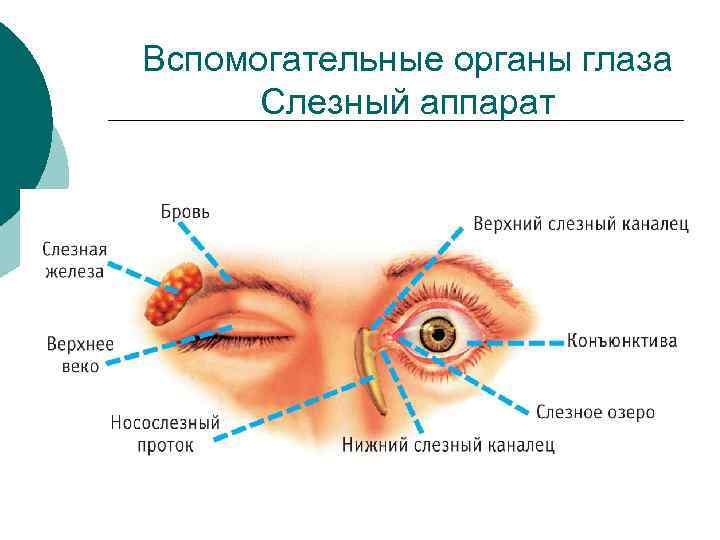 Вспомогательные органы глаза
Слезный аппарат
Бровь
Верхний слезный каналец
Слезная
железа
Верхнее
веко
Конъюнктива
Слезное озеро
Носослезный
проток
Нижний слезный каналец